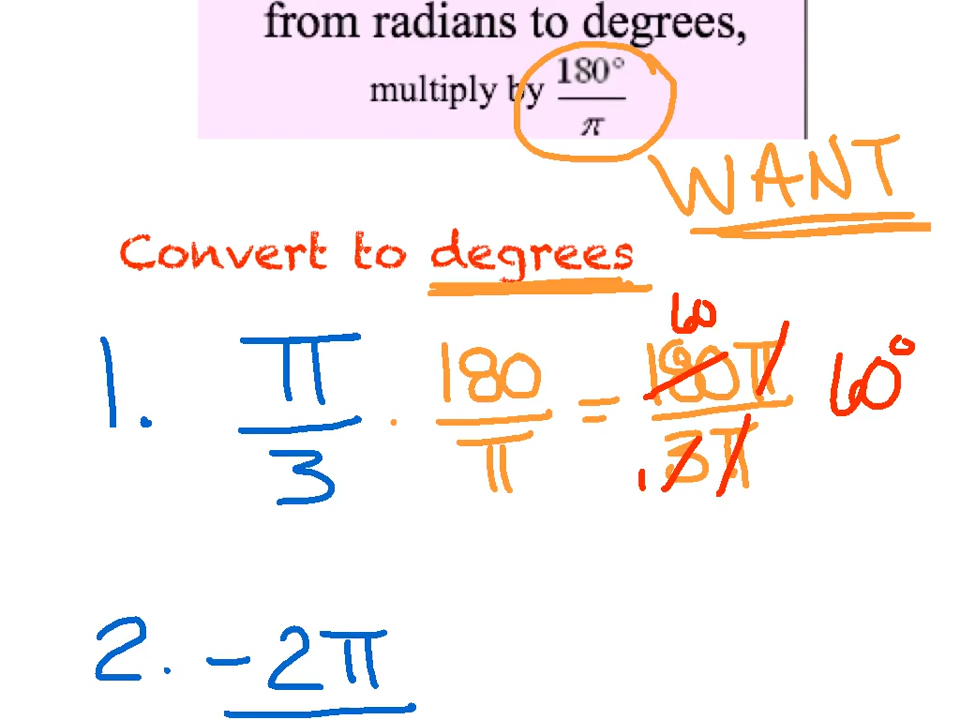 from radians to degrees,
multiply by 180° / π
WANT
Convert to degrees
1. π/3 · 180/π = 180π/3π 60 1 60°
2. -2π